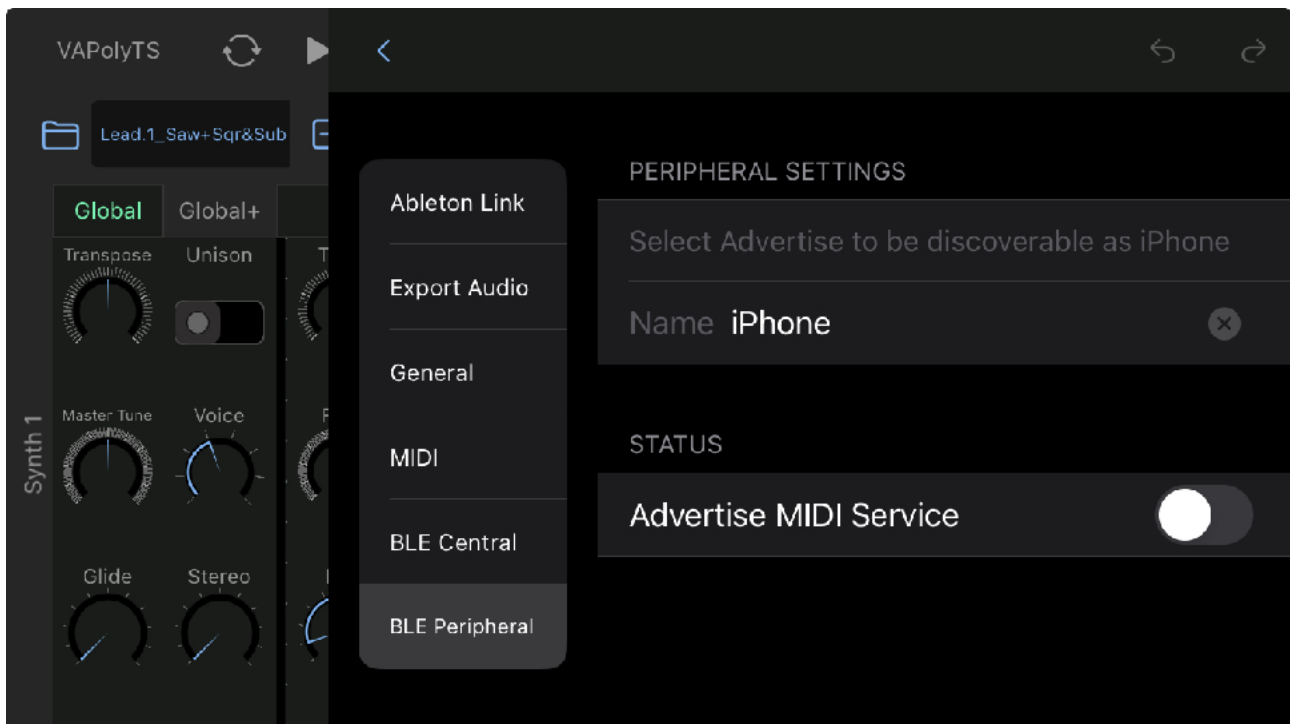 VAPolyTS
Lead.1_Saw+Sqr&Sub
Global
Global+
Transpose
Unison
Synth 1
Master Tune
Voice
Glide
Stereo
Ableton Link
Export Audio
General
MIDI
BLE Central
BLE Peripheral
PERIPHERAL SETTINGS
Select Advertise to be discoverable as iPhone
Name iPhone
STATUS
Advertise MIDI Service